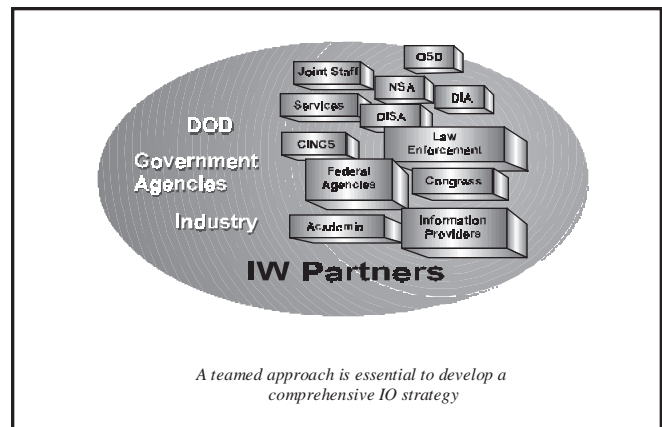 OSD
Joint Staff
NSA
DIA
Services
DISA
DOD
Law
Enforcement
CINCS
Government
Agencies
Federal
Agencies
Congress
Industry
Academia
Information
Providers
IW Partners
A teamed approach is essential to develop a
comprehensive IO strategy